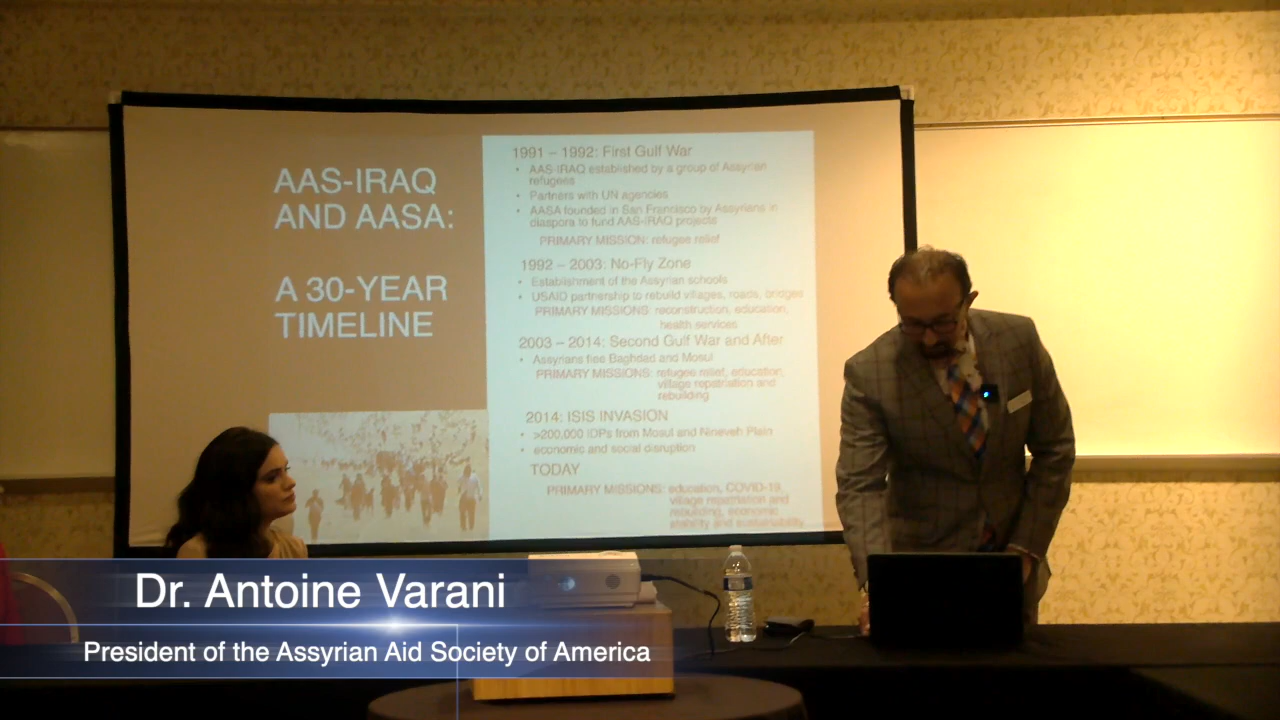 AAS-IRAQ
AND AASA:
A 30-YEAR
TIMELINE
1991 – 1992: First Gulf War
• AAS-IRAQ established by a group of Assyrian
refugees
• Partners with UN agencies
• AASA founded in San Francisco by Assyrians in
diaspora to fund AAS-IRAQ projects
PRIMARY MISSION: refugee relief
1992 – 2003: No-Fly Zone
• Establishment of the Assyrian schools
• USAID partnership to rebuild villages, roads, bridges
PRIMARY MISSIONS: reconstruction, education,
health services
2003 – 2014: Second Gulf War and After
• Assyrians flee Baghdad and Mosul
PRIMARY MISSIONS: refugee relief, education,
village repatriation and
rebuilding
2014: ISIS INVASION
• >200,000 IDPs from Mosul and Nineveh Plain
• economic and social disruption
TODAY
PRIMARY MISSIONS: education, COVID-19,
village repatriation and
rebuilding, economic
stability and sustainability
Dr. Antoine Varani
President of the Assyrian Aid Society of America